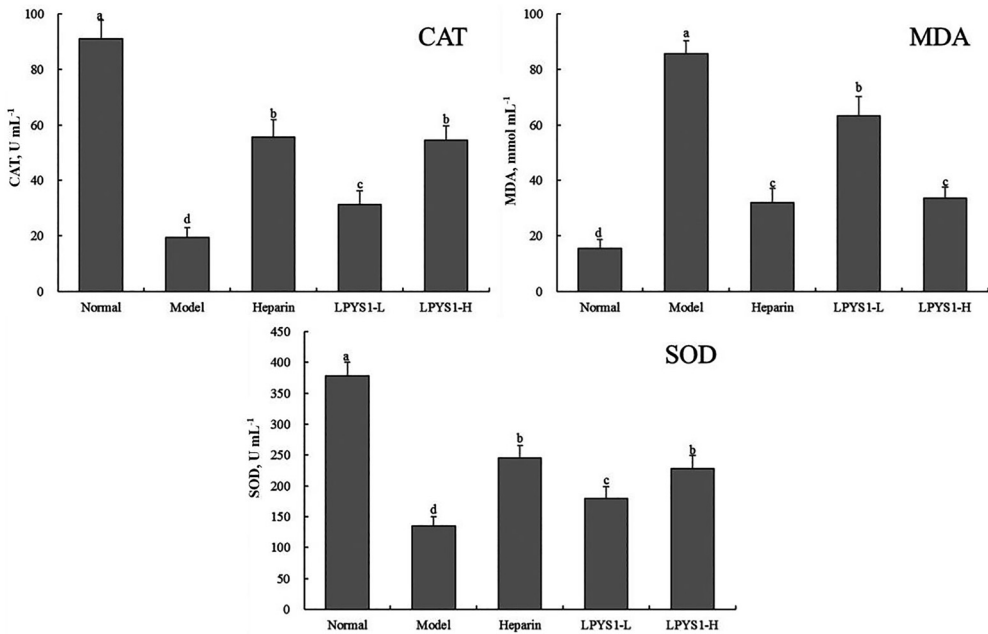 CAT
CAT, U mL-1
100
80
60
40
20
0
a
d
b
c
b
Normal Model Heparin LPYS1-L LPYS1-H
MDA
MDA, mmol mL-1
100
80
60
40
20
0
d
a
c
b
c
Normal Model Heparin LPYS1-L LPYS1-H
SOD
SOD, U mL-1
450
400
350
300
250
200
150
100
50
0
a
d
b
c
b
Normal Model Heparin LPYS1-L LPYS1-H